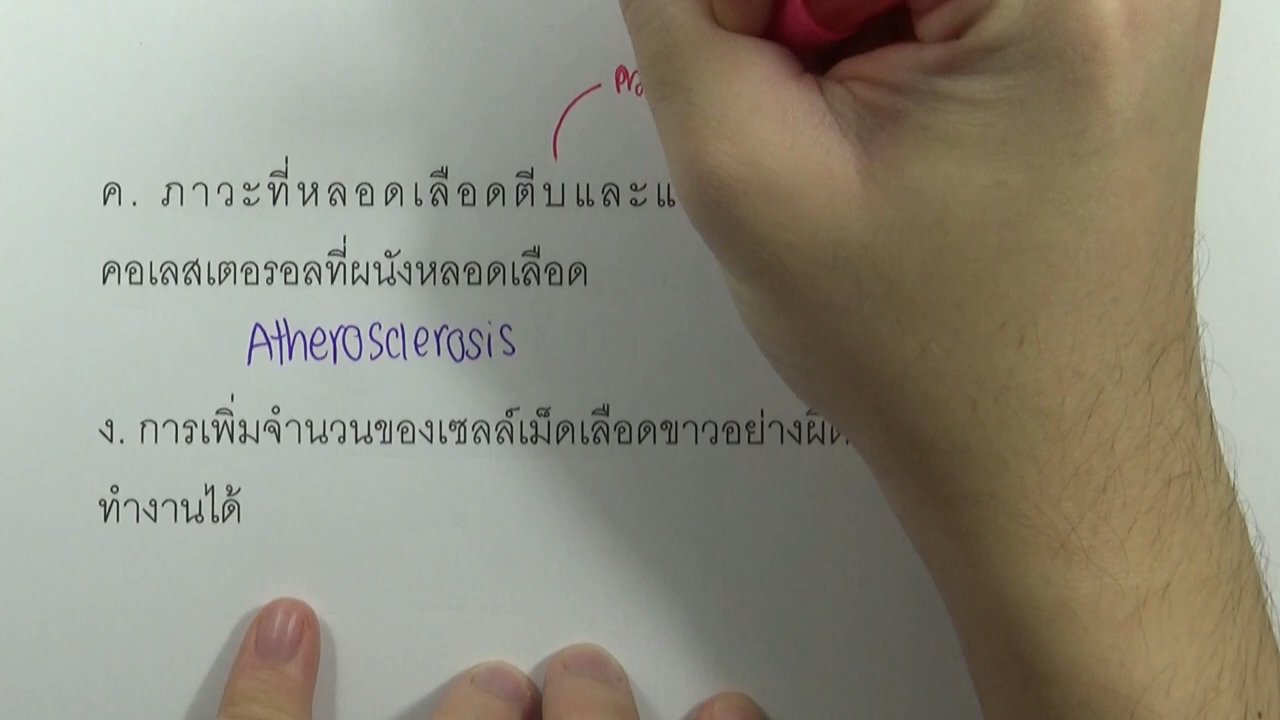 ค. ภาวะที่หลอดเลือดตีบและ
คอเลสเตอรอลที่ผนังหลอดเลือด
Atherosclerosis
ง. การเพิ่มจำนวนของเซลล์เม็ดเลือดขาวอย่าง
ทำงานได้